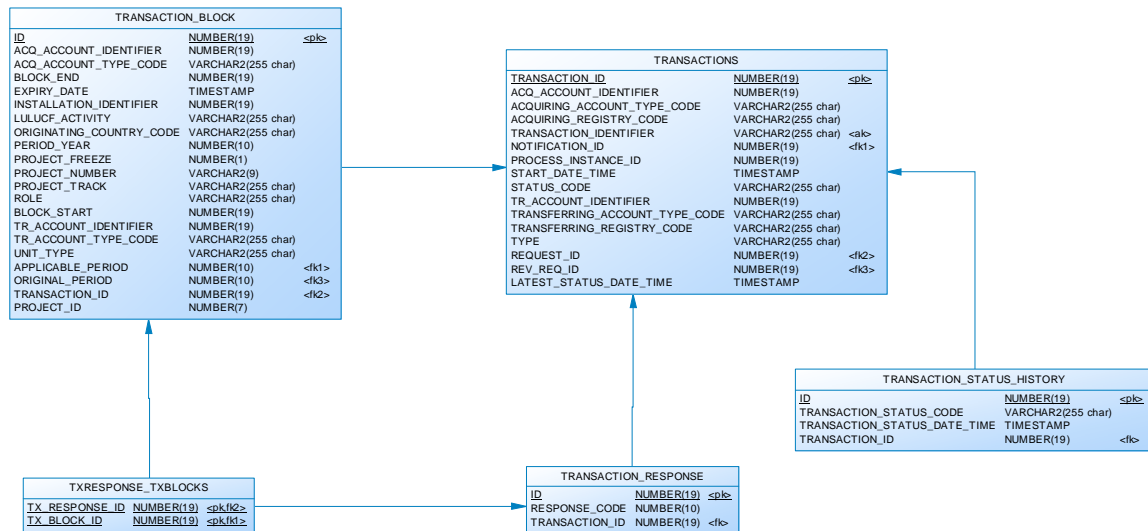 TRANSACTION_BLOCK
ID NUMBER(19) <pk>
ACQ_ACCOUNT_IDENTIFIER NUMBER(19)
ACQ_ACCOUNT_TYPE_CODE VARCHAR2(255 char)
BLOCK_END NUMBER(19)
EXPIRY_DATE TIMESTAMP
INSTALLATION_IDENTIFIER NUMBER(19)
LULUCF_ACTIVITY VARCHAR2(255 char)
ORIGINATING_COUNTRY_CODE VARCHAR2(255 char)
PERIOD_YEAR NUMBER(10)
PROJECT_FREEZE NUMBER(1)
PROJECT_NUMBER VARCHAR2(9)
PROJECT_TRACK VARCHAR2(255 char)
ROLE VARCHAR2(255 char)
BLOCK_START NUMBER(19)
TR_ACCOUNT_IDENTIFIER NUMBER(19)
TR_ACCOUNT_TYPE_CODE VARCHAR2(255 char)
UNIT_TYPE VARCHAR2(255 char)
APPLICABLE_PERIOD NUMBER(10) <fk1>
ORIGINAL_PERIOD NUMBER(10) <fk3>
TRANSACTION_ID NUMBER(19) <fk2>
PROJECT_ID NUMBER(7)
TRANSACTIONS
TRANSACTION_ID NUMBER(19) <pk>
ACQ_ACCOUNT_IDENTIFIER NUMBER(19)
ACQUIRING_ACCOUNT_TYPE_CODE VARCHAR2(255 char)
ACQUIRING_REGISTRY_CODE VARCHAR2(255 char)
TRANSACTION_IDENTIFIER VARCHAR2(255 char) <ak>
NOTIFICATION_ID NUMBER(19) <fk1>
PROCESS_INSTANCE_ID NUMBER(19)
START_DATE_TIME TIMESTAMP
STATUS_CODE VARCHAR2(255 char)
TR_ACCOUNT_IDENTIFIER NUMBER(19)
TRANSFERRING_ACCOUNT_TYPE_CODE VARCHAR2(255 char)
TRANSFERRING_REGISTRY_CODE VARCHAR2(255 char)
TYPE VARCHAR2(255 char)
REQUEST_ID NUMBER(19) <fk2>
REV_REQ_ID NUMBER(19) <fk3>
LATEST_STATUS_DATE_TIME TIMESTAMP
TRANSACTION_STATUS_HISTORY
ID NUMBER(19) <pk>
TRANSACTION_STATUS_CODE VARCHAR2(255 char)
TRANSACTION_STATUS_DATE_TIME TIMESTAMP
TRANSACTION_ID NUMBER(19) <fk>
TXRESPONSE_TXBLOCKS
TX_RESPONSE_ID NUMBER(19) <pk,fk2>
TX_BLOCK_ID NUMBER(19) <pk,fk1>
TRANSACTION_RESPONSE
ID NUMBER(19) <pk>
RESPONSE_CODE NUMBER(10)
TRANSACTION_ID NUMBER(19) <fk>